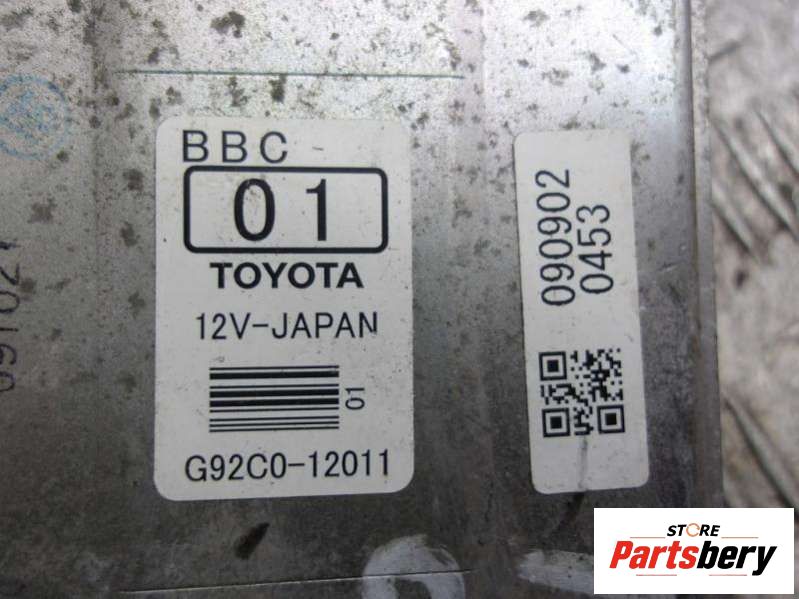 BBC
01
TOYOTA
12V-JAPAN
01
G92C0-12011
090902
0453
STORE
Partsbery